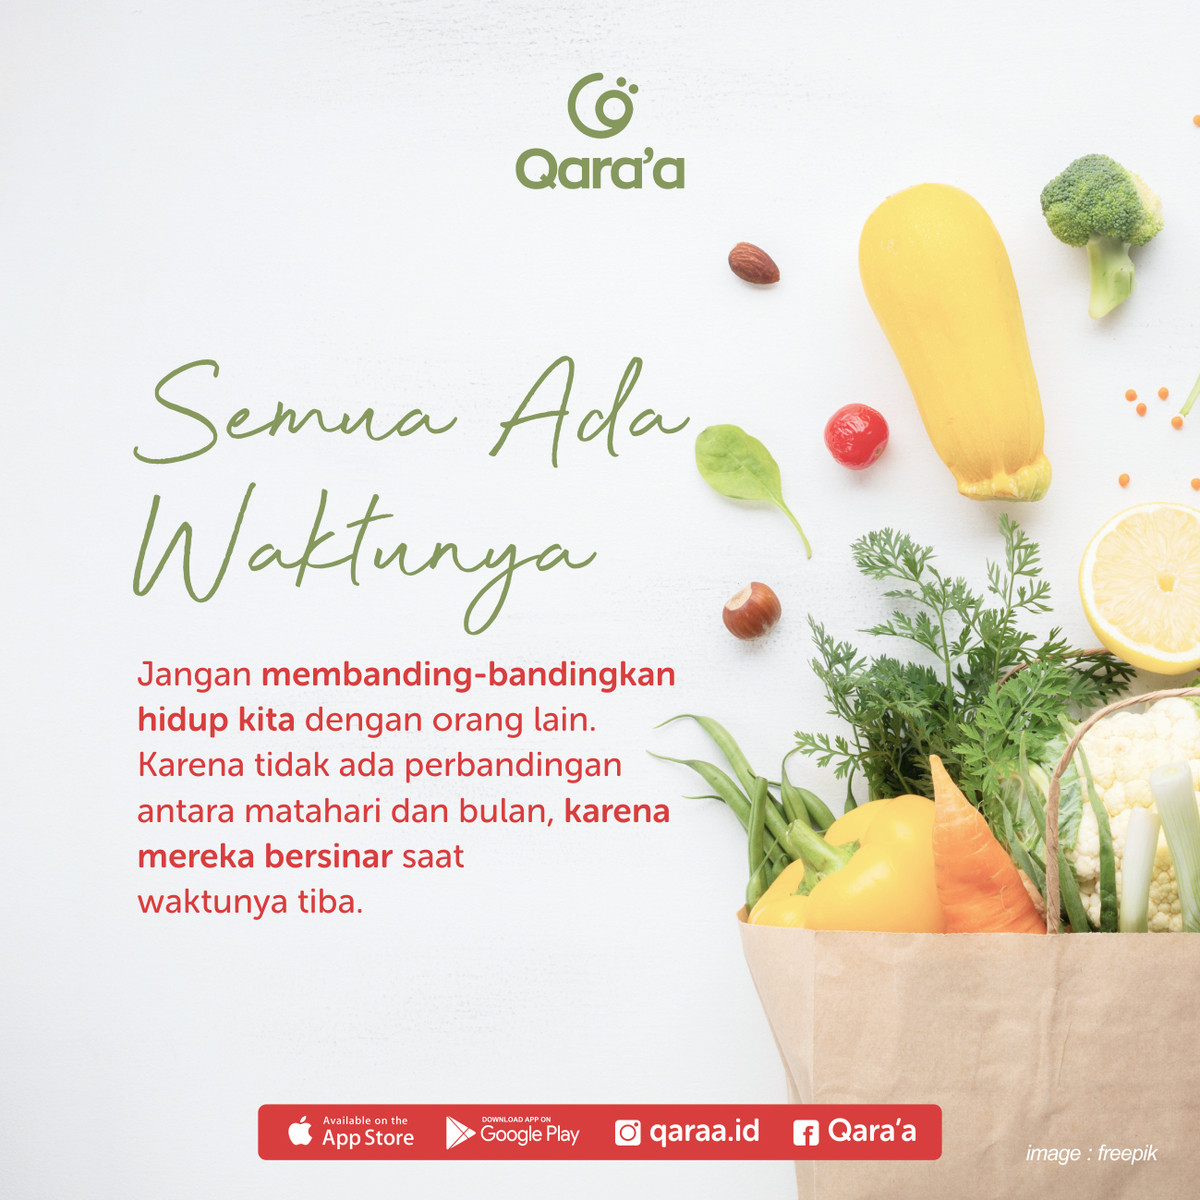 Qara'a
Semua Ada
Waktunya
Jangan membanding-bandingkan
hidup kita dengan orang lain.
Karena tidak ada perbandingan
antara matahari dan bulan, karena
mereka bersinar saat
waktunya tiba.
Available on the
App Store
DOWNLOAD APP ON
Google Play
qaraa.id
Qara'a
image : freepik